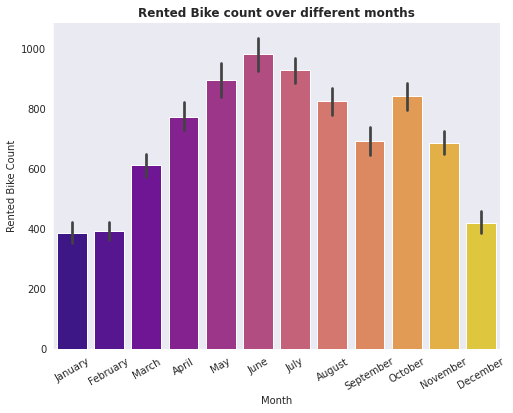 Rented Bike count over different months
Rented Bike Count
1000
800
600
400
200
0
January
February
March
April
May
June
July
August
September
October
November
December
Month